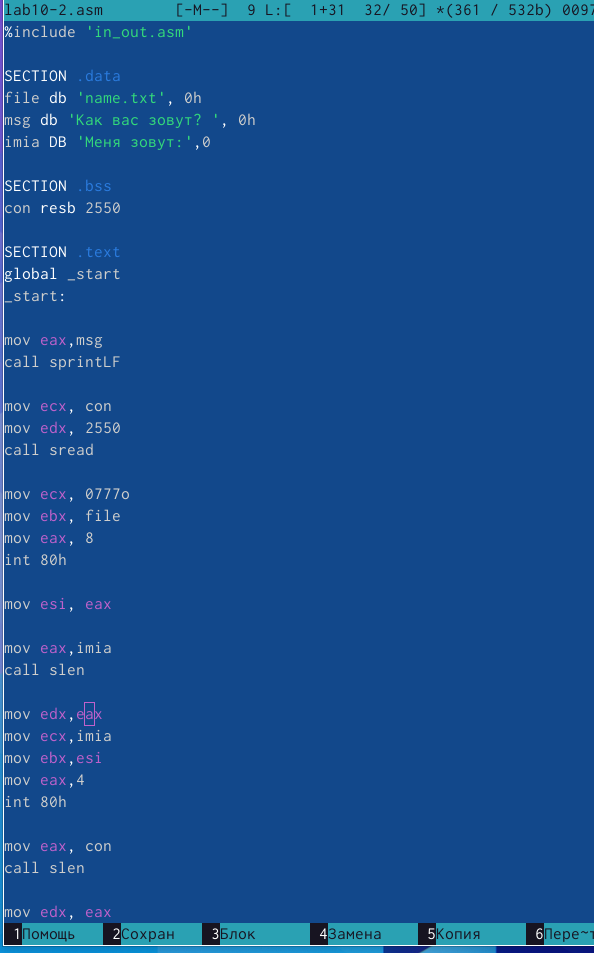 lab10-2.asm [-M--] 9 L:[ 1+31 32/ 50] *(361 / 532b) 0097
%include 'in_out.asm'
SECTION .data
file db 'name.txt', 0h
msg db 'Как вас зовут? ', 0h
imia DB 'Меня зовут:',0
SECTION .bss
con resb 2550
SECTION .text
global _start
_start:
mov eax,msg
call sprintLF
mov ecx, con
mov edx, 2550
call sread
mov ecx, 0777o
mov ebx, file
mov eax, 8
int 80h
mov esi, eax
mov eax,imia
call slen
mov edx,eax
mov ecx,imia
mov ebx,esi
mov eax,4
int 80h
mov eax, con
call slen
mov edx, eax
1Помощь 2Сохран 3Блок 4Замена 5Копия 6Пере~т